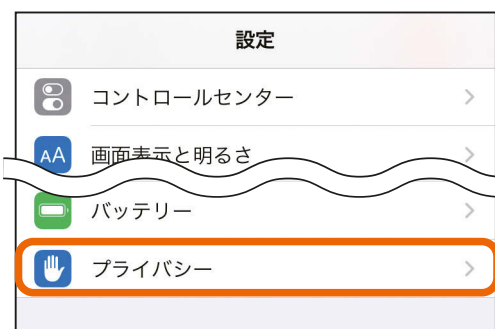 設定
コントロールセンター
AA 画面表示と明るさ
バッテリー
プライバシー